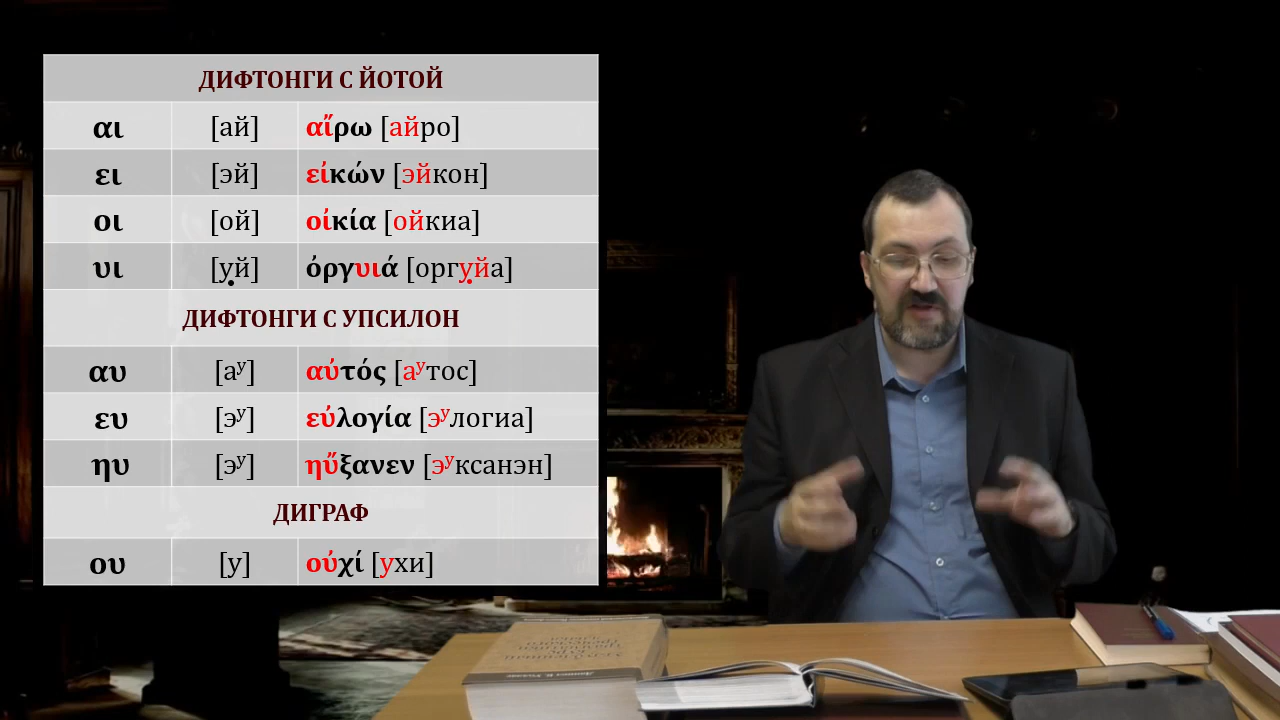 ДИФТОНГИ С ЙОТОЙ
αι [ай] αἴρω [айро]
ει [эй] εἰκών [эйкон]
οι [ой] οἰκία [ойкиа]
υι [у̣й] ὀργυιά [оргу̣йа]
ДИФТОНГИ С УПСИЛОН
αυ [аʸ] αὐτός [аʸтос]
ευ [эʸ] εὐλογία [эʸлогиа]
ηυ [эʸ] ηὔξανεν [эʸксанэн]
ДИГРАФ
ου [у] οὐχί [ухи]